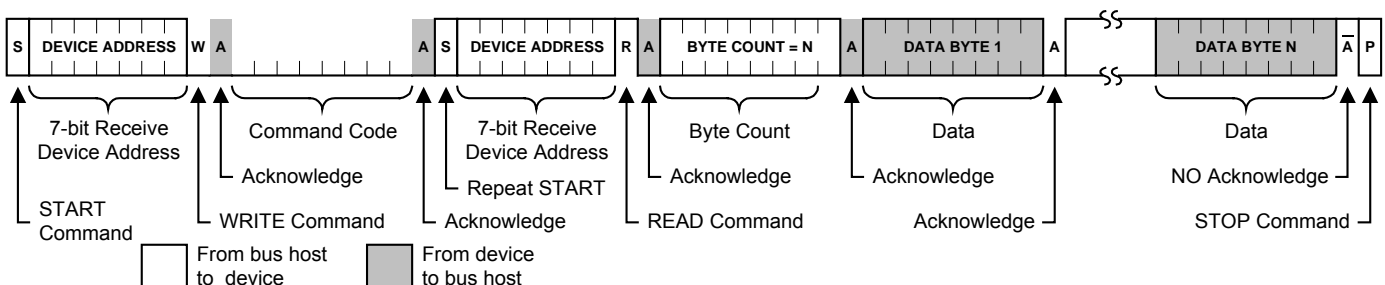 S DEVICE ADDRESS W A A S DEVICE ADDRESS R A BYTE COUNT = N A DATA BYTE 1 A DATA BYTE N A̅ P
7-bit Receive
Device Address
Command Code
7-bit Receive
Device Address
Byte Count
Data
Data
Acknowledge
Repeat START
Acknowledge
Acknowledge
NO Acknowledge
START
Command
WRITE Command
Acknowledge
READ Command
Acknowledge
STOP Command
From bus host
to device
From device
to bus host